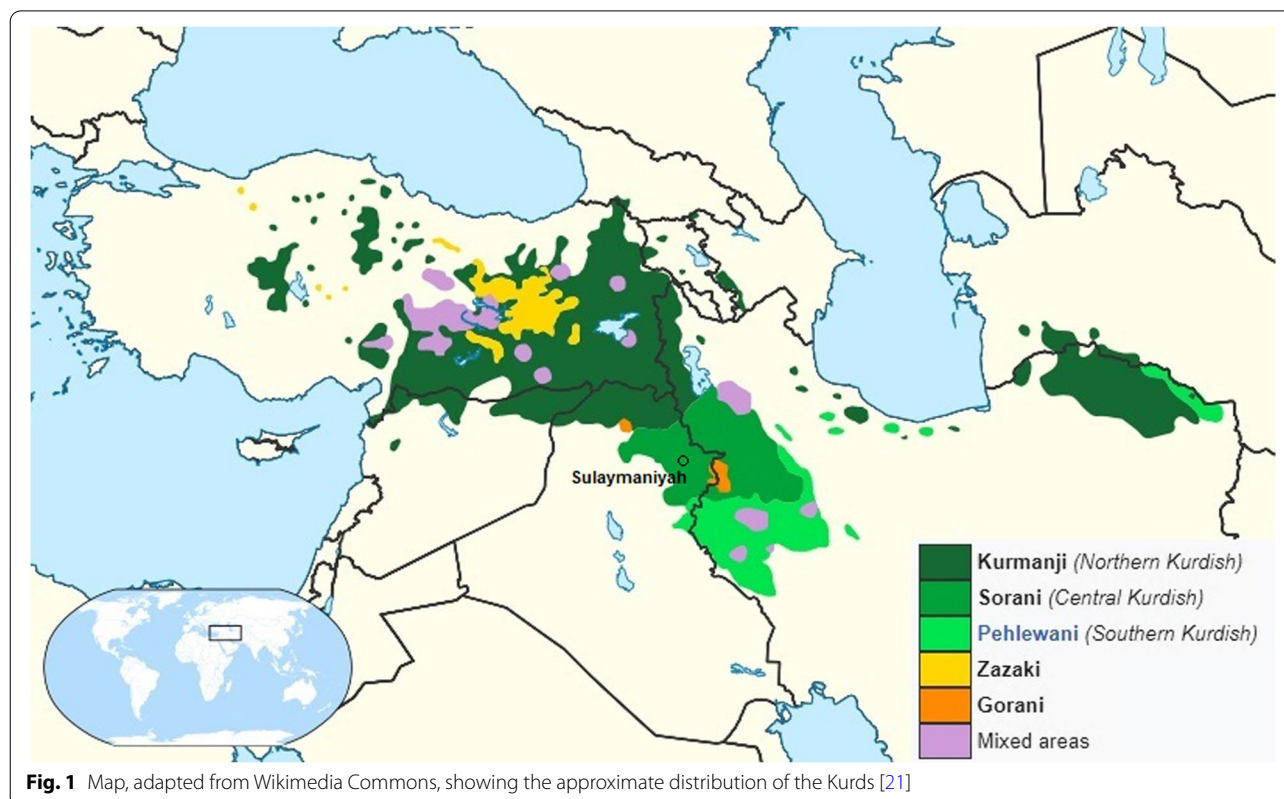 Sulaymaniyah
Kurmanji (Northern Kurdish)
Sorani (Central Kurdish)
Pehlewani (Southern Kurdish)
Zazaki
Gorani
Mixed areas
Fig. 1 Map, adapted from Wikimedia Commons, showing the approximate distribution of the Kurds [21]